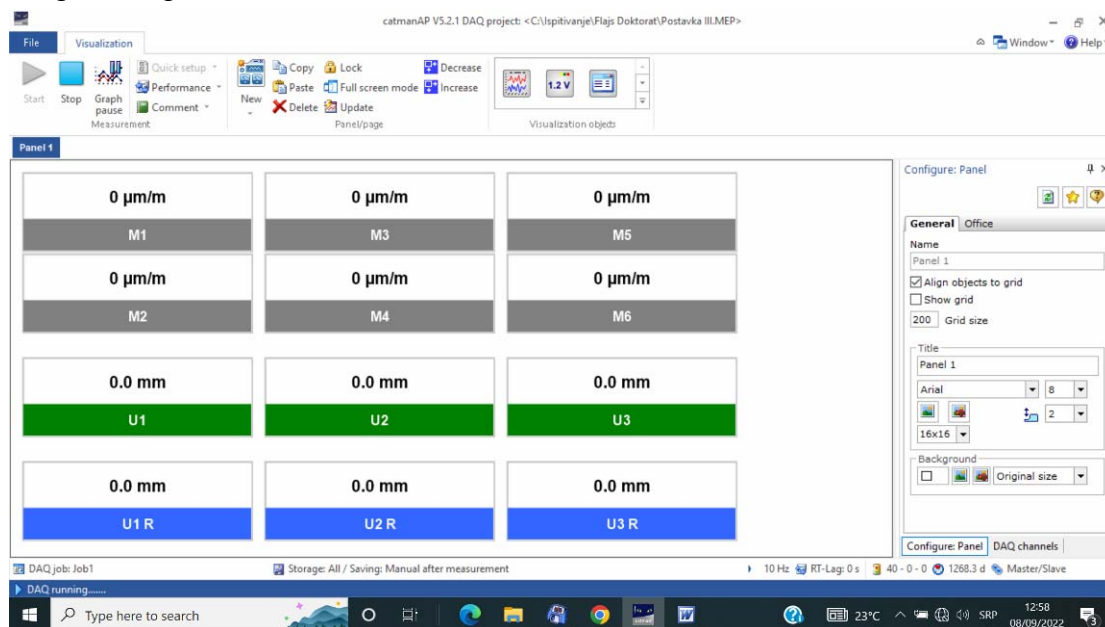 catmanAP V5.2.1 DAQ project: <C:\Ispitivanje\Flajs Doktorat\Postavka III.MEP>
File Visualization Window Help
Quick setup Copy Lock Decrease
Performance Paste Full screen mode Increase
Start Stop Graph pause Comment New Delete Update
1.2 V
Measurement Panel/page Visualization objects
Panel 1
0 µm/m 0 µm/m 0 µm/m
M1 M3 M5
0 µm/m 0 µm/m 0 µm/m
M2 M4 M6
0.0 mm 0.0 mm 0.0 mm
U1 U2 U3
0.0 mm 0.0 mm 0.0 mm
U1 R U2 R U3 R
Configure: Panel
General Office
Name
Panel 1
Align objects to grid
Show grid
200 Grid size
Title
Panel 1
Arial 8
2
16x16
Background
Original size
Configure: Panel DAQ channels
DAQ job: Job1 Storage: All / Saving: Manual after measurement 10 Hz RT-Lag: 0 s 40 - 0 - 0 1268.3 d Master/Slave
DAQ running.......
Type here to search 23°C SRP 12:58
08/09/2022 3